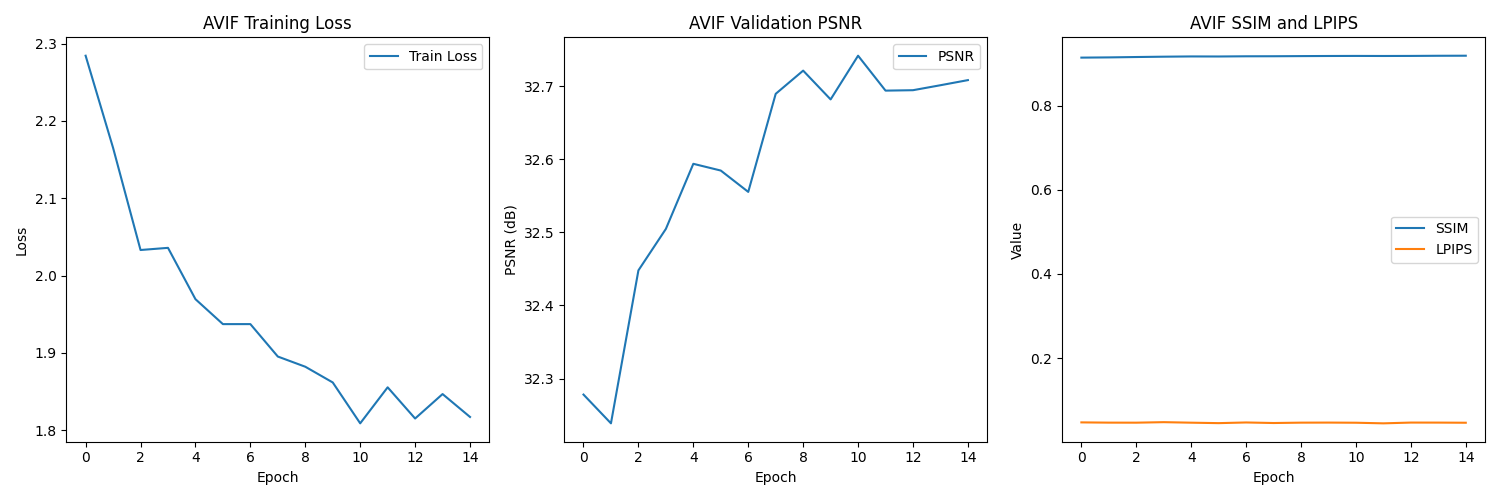 AVIF Training Loss
Train Loss
2.3
2.2
2.1
2.0
1.9
1.8
Loss
0 2 4 6 8 10 12 14
Epoch
AVIF Validation PSNR
PSNR
32.7
32.6
32.5
32.4
32.3
PSNR (dB)
0 2 4 6 8 10 12 14
Epoch
AVIF SSIM and LPIPS
0.8
0.6
0.4
0.2
Value
SSIM
LPIPS
0 2 4 6 8 10 12 14
Epoch